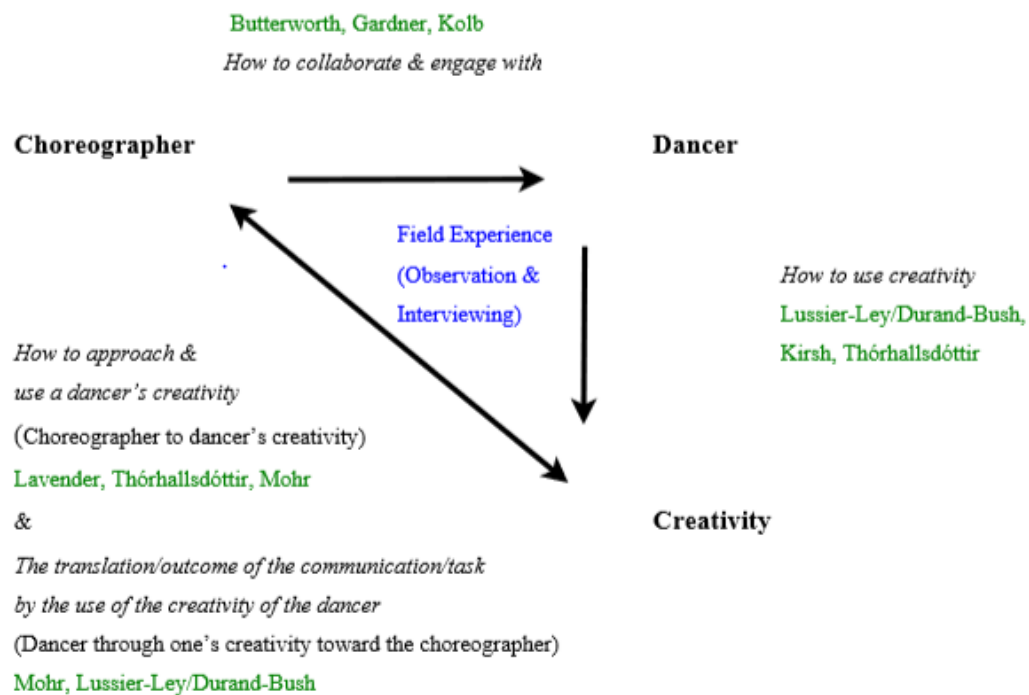 Butterworth, Gardner, Kolb
How to collaborate & engage with
Choreographer
Dancer
Field Experience
(Observation &
Interviewing)
How to use creativity
Lussier-Ley/Durand-Bush,
Kirsh, Thórhallsdóttir
How to approach &
use a dancer's creativity
(Choreographer to dancer's creativity)
Lavender, Thórhallsdóttir, Mohr
&
Creativity
The translation/outcome of the communication/task
by the use of the creativity of the dancer
(Dancer through one's creativity toward the choreographer)
Mohr, Lussier-Ley/Durand-Bush